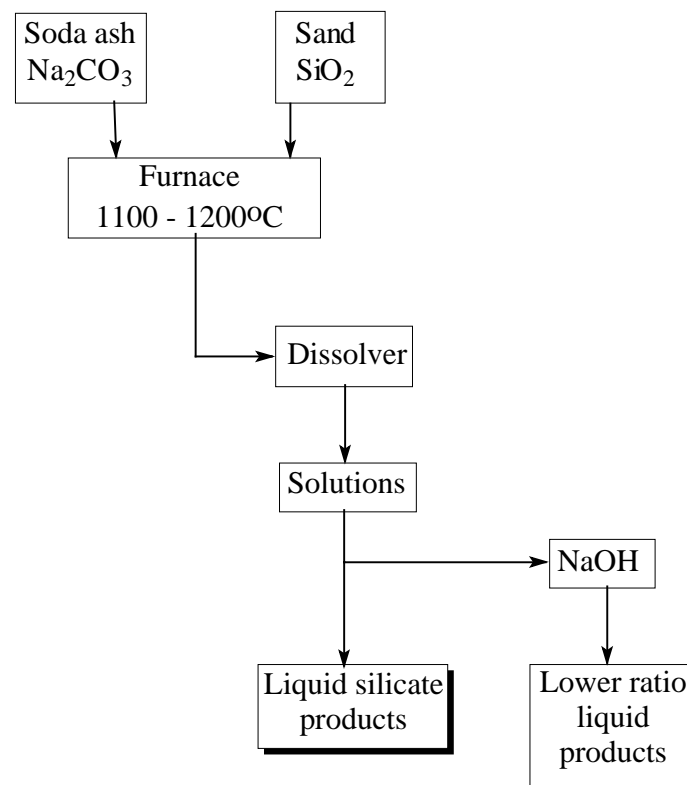 Soda ash
Na₂CO₃
Sand
SiO₂
Furnace
1100 - 1200ºC
Dissolver
Solutions
NaOH
Liquid silicate
products
Lower ratio
liquid
products